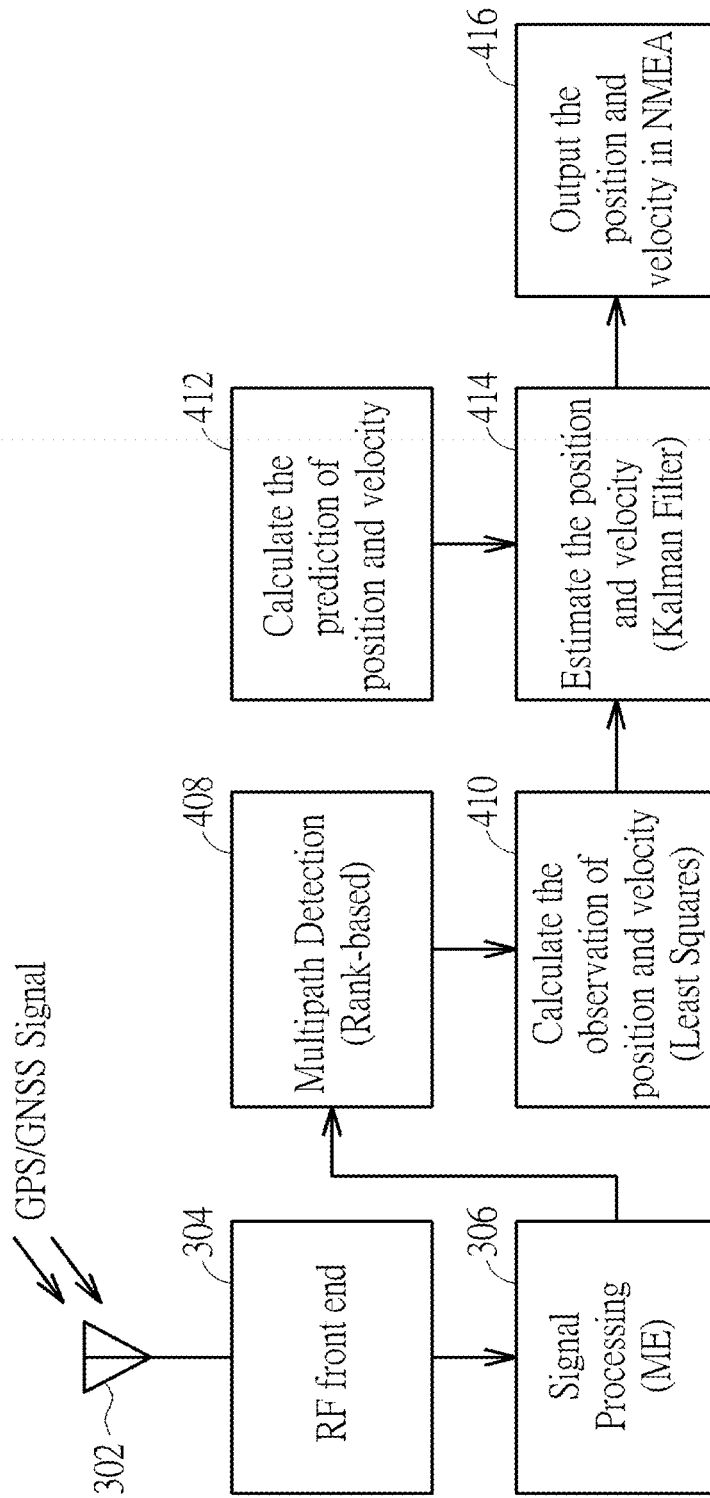 GPS/GNSS Signal
302
304
RF front end
306
Signal
Processing
(ME)
408
Multipath Detection
(Rank-based)
410
Calculate the
observation of
position and velocity
(Least Squares)
412
Calculate the
prediction of
position and velocity
414
Estimate the position
and velocity
(Kalman Filter)
416
Output the
position and
velocity in NMEA